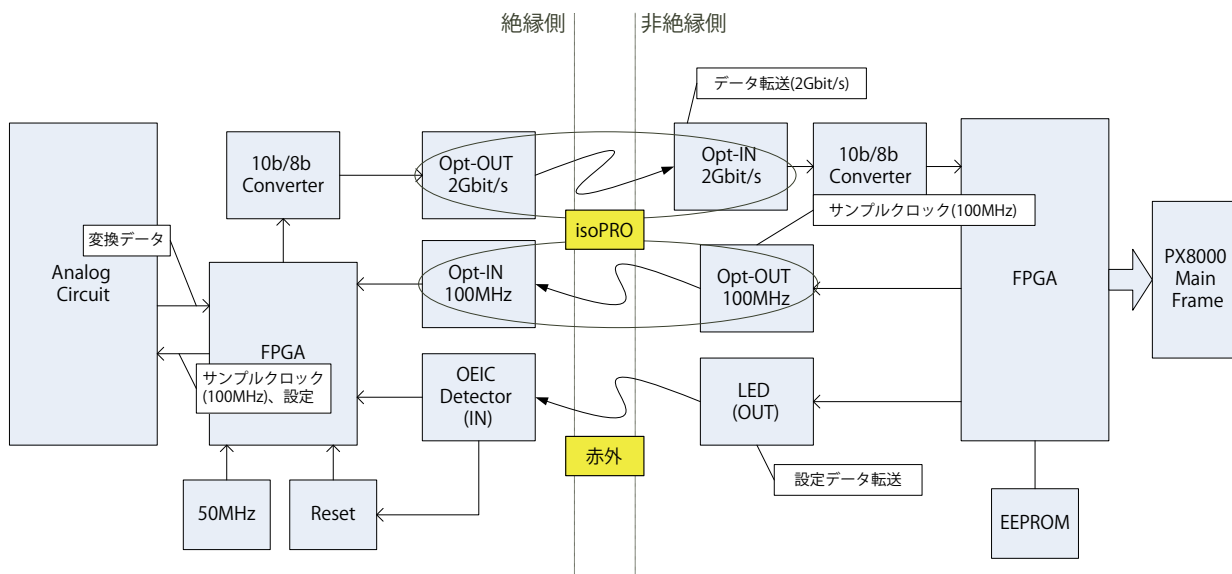 絶縁側
非絶縁側
データ転送(2Gbit/s)
10b/8b
Converter
Opt-OUT
2Gbit/s
Opt-IN
2Gbit/s
10b/8b
Converter
サンプルクロック(100MHz)
isoPRO
変換データ
Analog
Circuit
Opt-IN
100MHz
Opt-OUT
100MHz
FPGA
PX8000
Main
Frame
FPGA
サンプルクロック
(100MHz)、設定
OEIC
Detector
(IN)
LED
(OUT)
赤外
設定データ転送
50MHz
Reset
EEPROM